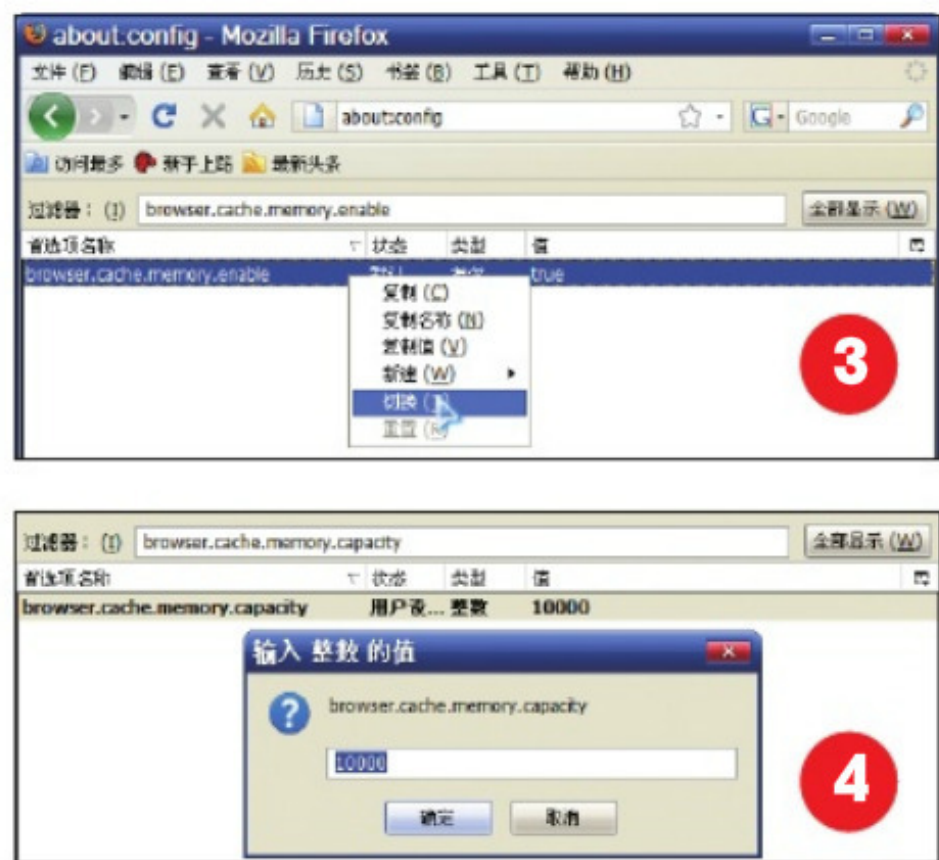 about:config - Mozilla Firefox
文件 (F) 编辑 (E) 查看 (V) 历史 (S) 书签 (B) 工具 (T) 帮助 (H)
about:config
Google
访问最多 新手上路 最新头条
过滤器： (I) browser.cache.memory.enable 全部显示 (W)
首选项名称 状态 类型 值
browser.cache.memory.enable true
复制 (C)
复制名称 (N)
复制值 (V)
新建 (W)
切换 (T)
重置 (R)
3
过滤器： (I) browser.cache.memory.capacity 全部显示 (W)
首选项名称 状态 类型 值
browser.cache.memory.capacity 用户设... 整数 10000
输入 整数 的值
browser.cache.memory.capacity
10000
确定 取消
4